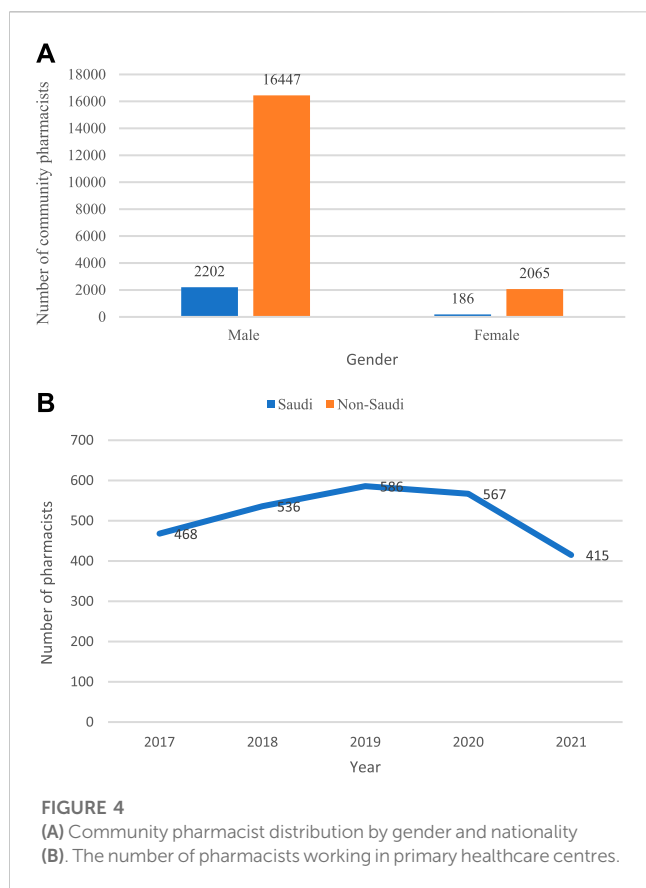 A
Number of community pharmacists
18000
16000
14000
12000
10000
8000
6000
4000
2000
0
16447
2202
2065
186
Male
Female
Gender
B
Saudi Non-Saudi
Number of pharmacists
700
600
500
400
300
200
100
0
468
536
586
567
415
2017 2018 2019 2020 2021
Year
FIGURE 4
(A) Community pharmacist distribution by gender and nationality
(B). The number of pharmacists working in primary healthcare centres.